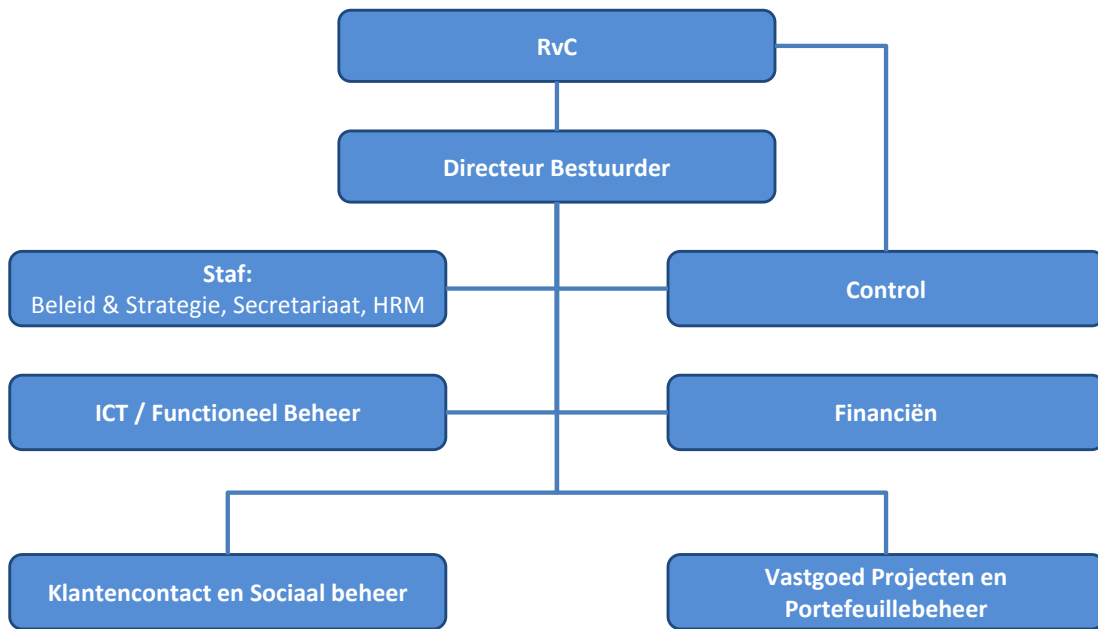 RvC
Directeur Bestuurder
Staf:
Beleid & Strategie, Secretariaat, HRM
Control
ICT / Functioneel Beheer
Financiën
Klantencontact en Sociaal beheer
Vastgoed Projecten en
Portefeuillebeheer